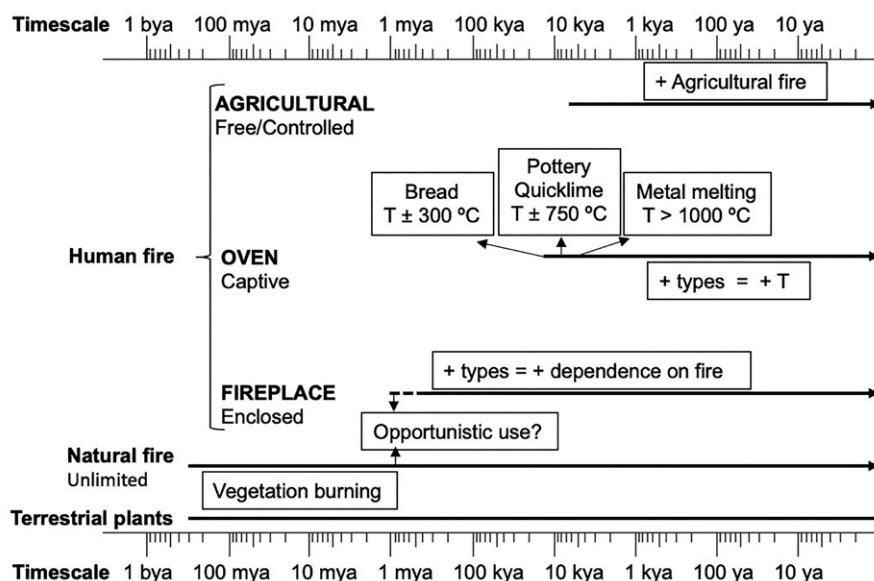 Timescale 1 bya 100 mya 10 mya 1 mya 100 kya 10 kya 1 kya 100 ya 10 ya
+ Agricultural fire
AGRICULTURAL
Free/Controlled
Bread
T ± 300 ºC
Pottery
Quicklime
T ± 750 ºC
Metal melting
T > 1000 ºC
Human fire
OVEN
Captive
+ types = + T
+ types = + dependence on fire
FIREPLACE
Enclosed
Opportunistic use?
Natural fire
Unlimited
Vegetation burning
Terrestrial plants
Timescale 1 bya 100 mya 10 mya 1 mya 100 kya 10 kya 1 kya 100 ya 10 ya